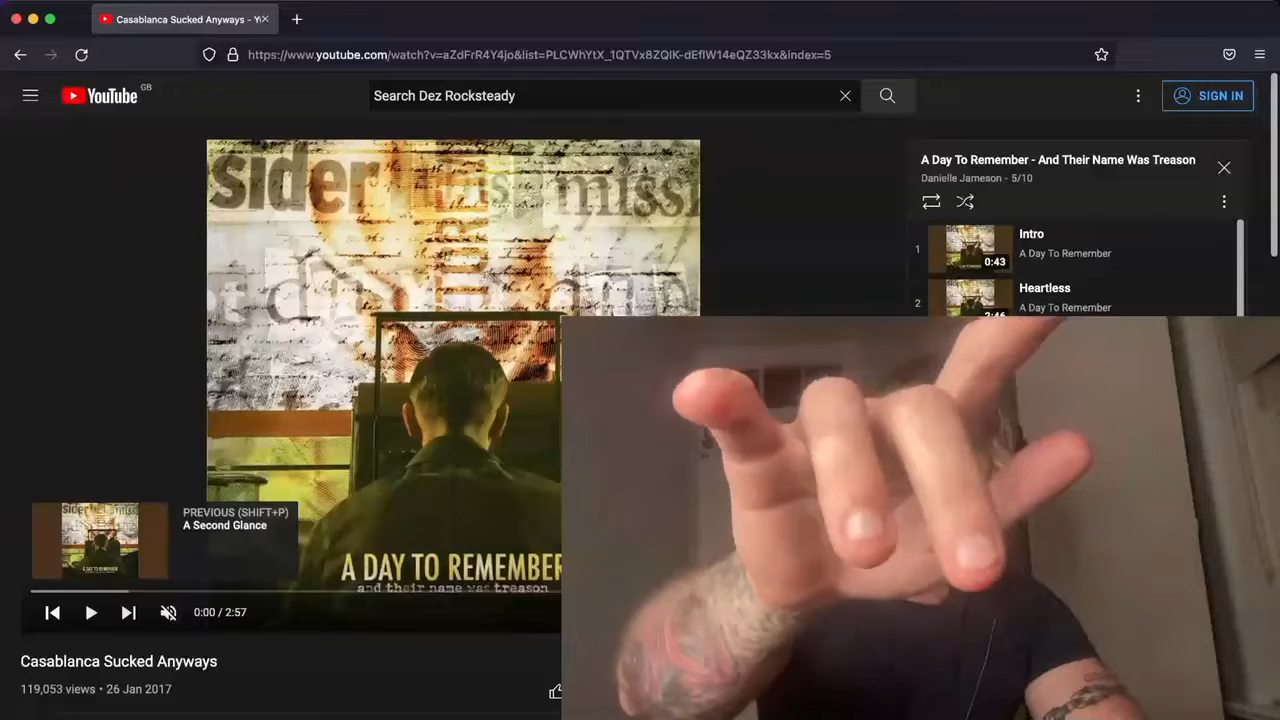 Casablanca Sucked Anyways - Y
https://www.youtube.com/watch?v=aZdFrR4Y4jo&list=PLCWhYtX_1QTVx8ZQIK-dEflW14eQZ33kx&index=5
YouTube GB
Search Dez Rocksteady
SIGN IN
A Day To Remember - And Their Name Was Treason
Danielle Jameson - 5/10
1
Intro
A Day To Remember
0:43
2
Heartless
A Day To Remember
2:46
sider
missi
PREVIOUS (SHIFT+P)
A Second Glance
A DAY TO REMEMBER
and their name was treason
0:00 / 2:57
Casablanca Sucked Anyways
119,053 views • 26 Jan 2017